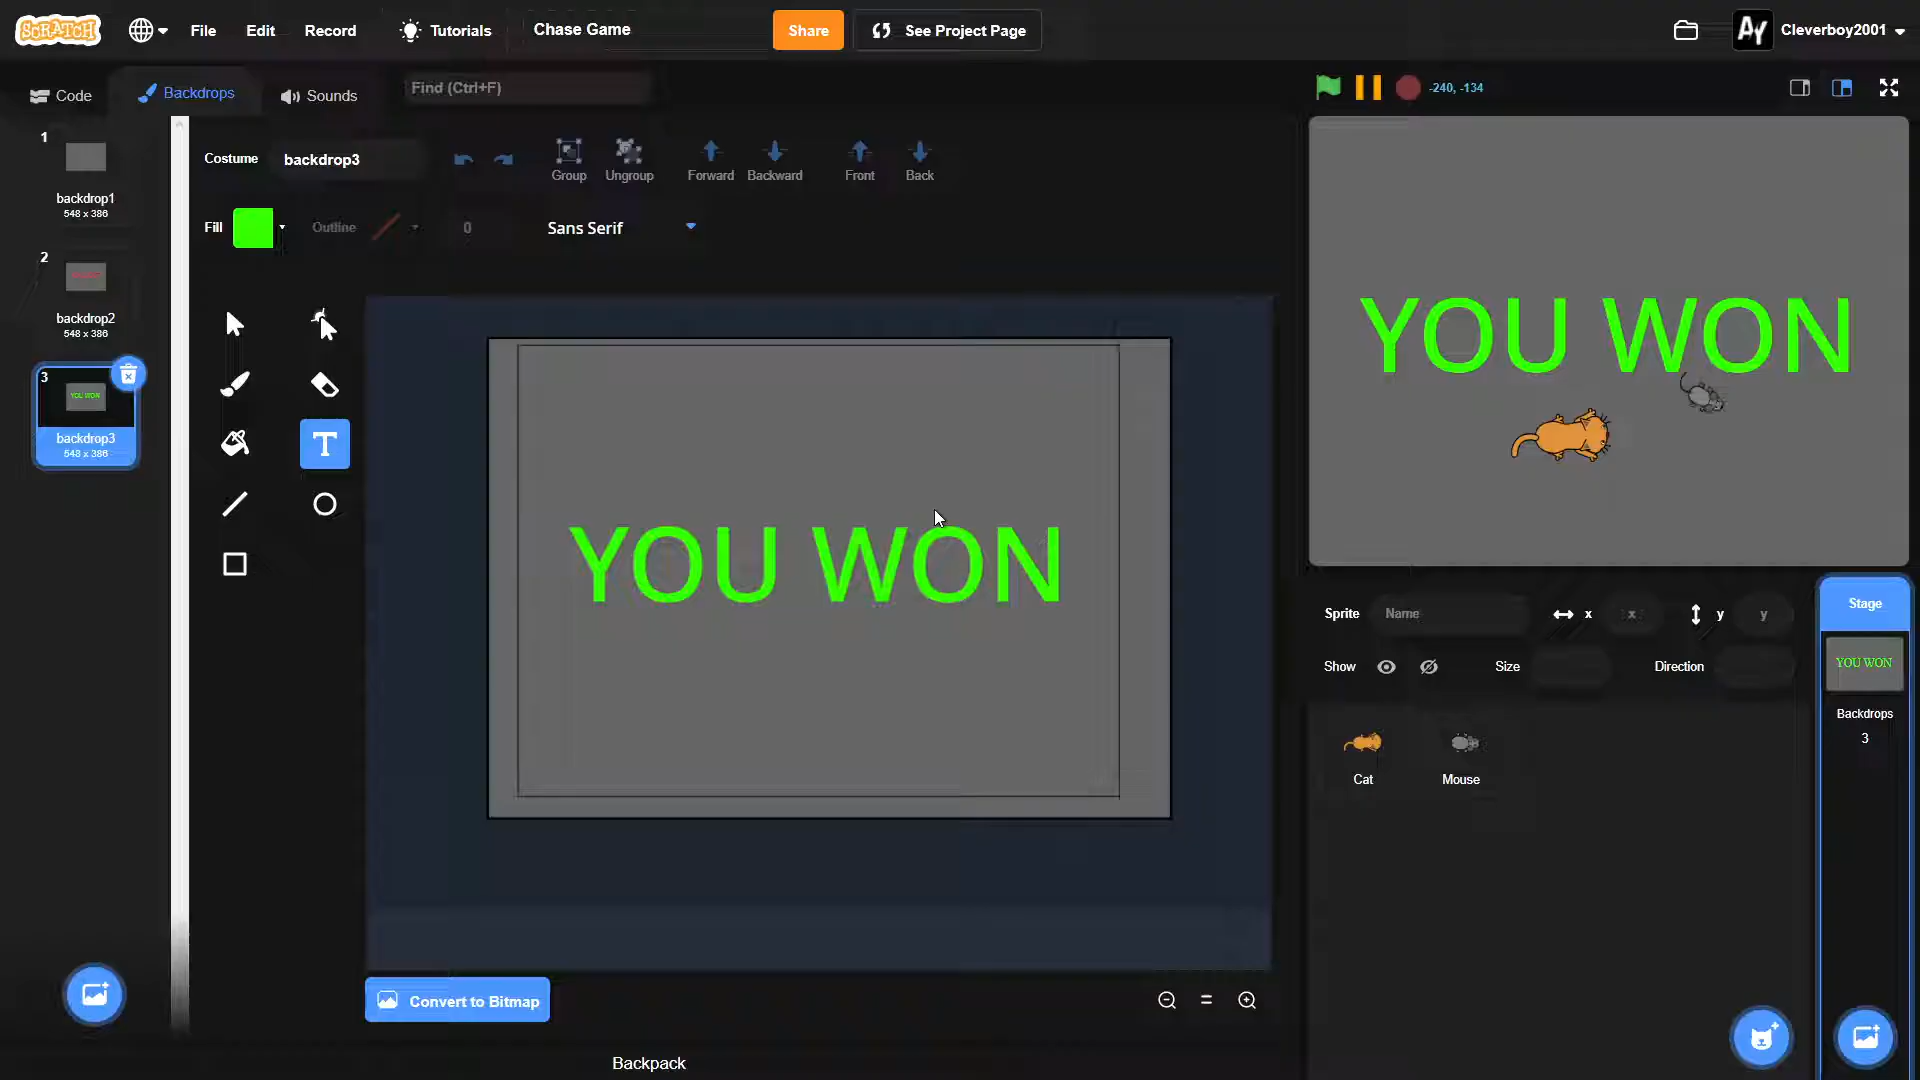 SCRATCH
File
Edit
Record
Tutorials
Chase Game
Share
See Project Page
Ay
Cleverboy2001
Code
Backdrops
Sounds
Find (Ctrl+F)
-240, -134
1
backdrop1
548 x 386
2
backdrop2
548 x 386
3
YOU WON
backdrop3
548 x 386
Costume
backdrop3
Group
Ungroup
Forward
Backward
Front
Back
Fill
Outline
0
Sans Serif
T
YOU WON
Convert to Bitmap
Backpack
YOU WON
Sprite
Name
x
x
y
y
Show
Size
Direction
Cat
Mouse
Stage
YOU WON
Backdrops
3